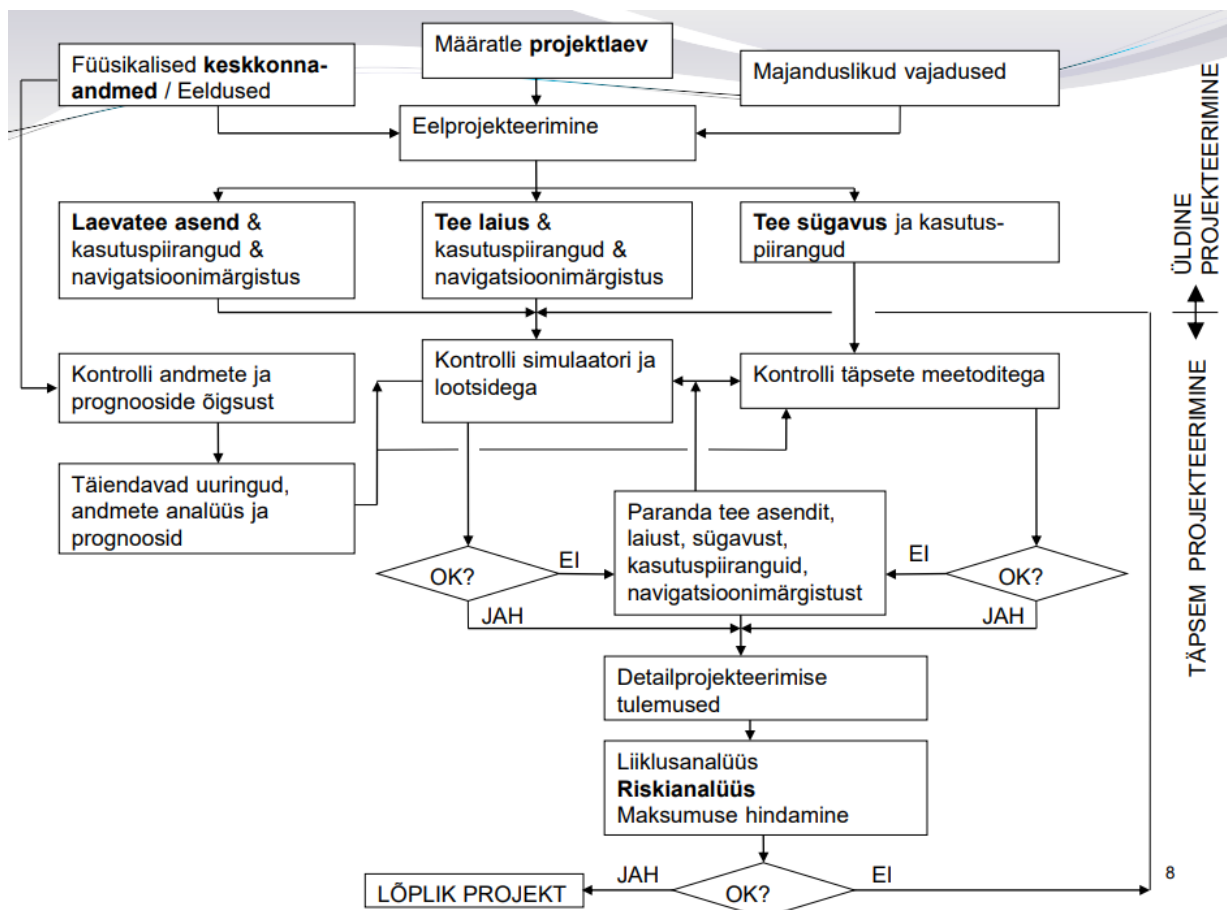 Füüsikalised keskkonna-
andmed / Eeldused
Määratle projektlaev
Majanduslikud vajadused
Eelprojekteerimine
Laevatee asend &
kasutuspiirangud &
navigatsioonimärgistus
Tee laius &
kasutuspiirangud &
navigatsioonimärgistus
Tee sügavus ja kasutus-
piirangud
ÜLDINE
PROJEKTEERIMINE
Kontrolli andmete ja
prognooside õigsust
Kontrolli simulaatori ja
lootsidega
Kontrolli täpsete meetoditega
Täiendavad uuringud,
andmete analüüs ja
prognoosid
Paranda tee asendit,
laiust, sügavust,
kasutuspiiranguid,
navigatsioonimärgistust
OK?
EI
EI
OK?
JAH
JAH
TÄPSEM PROJEKTEERIMINE
Detailprojekteerimise
tulemused
Liiklusanalüüs
Riskianalüüs
Maksumuse hindamine
LÕPLIK PROJEKT
JAH
OK?
EI
8